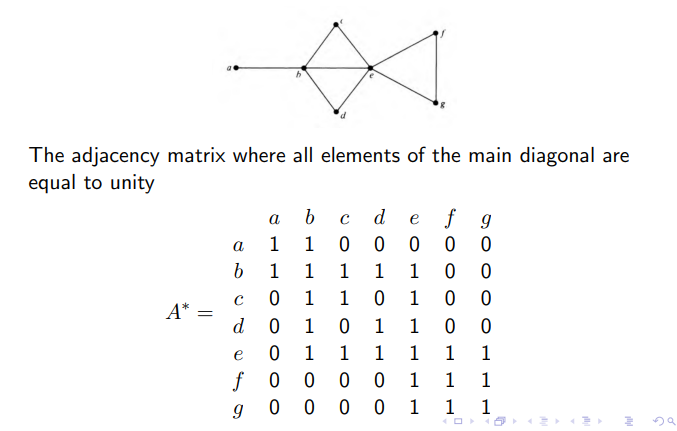 c
f
a
b
e
d
g
The adjacency matrix where all elements of the main diagonal are
equal to unity
a b c d e f g
a 1 1 0 0 0 0 0
b 1 1 1 1 1 0 0
c 0 1 1 0 1 0 0
A* =
d 0 1 0 1 1 0 0
e 0 1 1 1 1 1 1
f 0 0 0 0 1 1 1
g 0 0 0 0 1 1 1